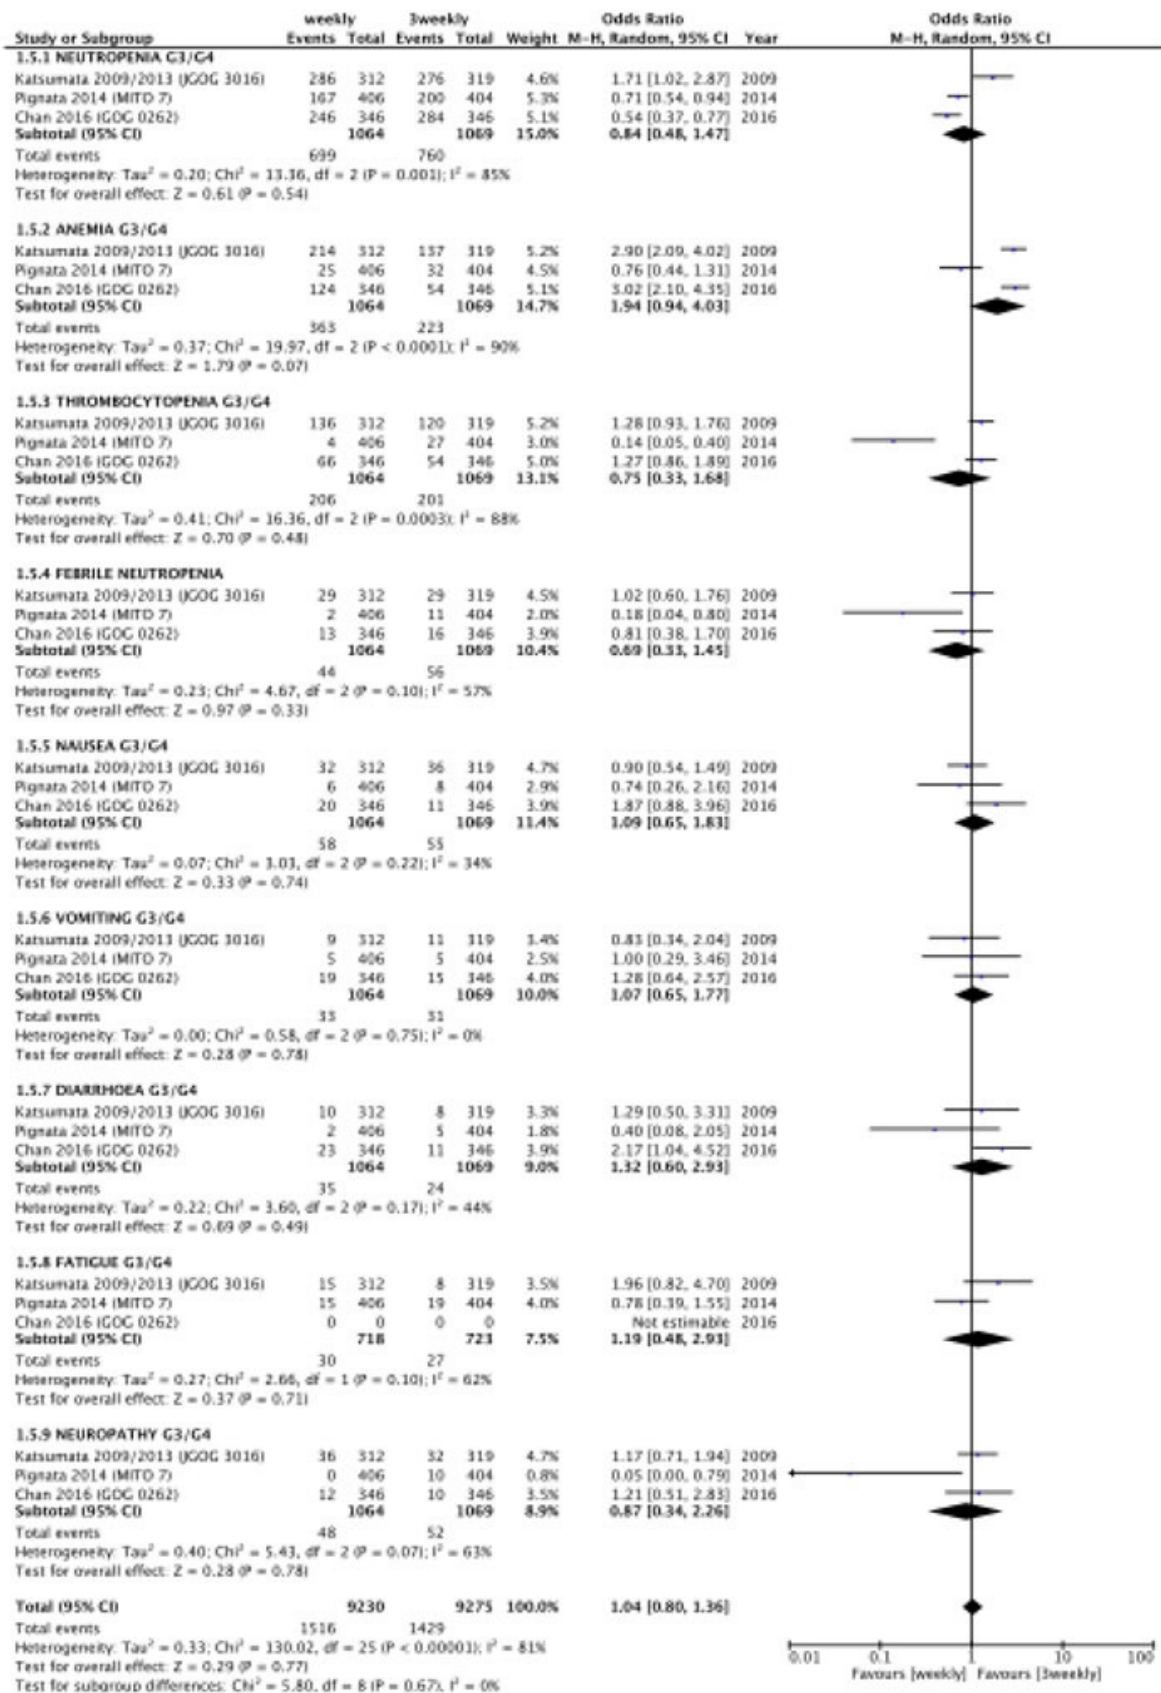 weekly 3weekly Odds Ratio Odds Ratio
Study or Subgroup Events Total Events Total Weight M-H, Random, 95% CI Year M-H, Random, 95% CI
1.5.1 NEUTROPENIA G3/G4
Katsumata 2009/2013 (JGOG 3016) 286 312 276 319 4.6% 1.71 [1.02, 2.87] 2009
Pignata 2014 (MITO 7) 167 406 200 404 5.3% 0.71 [0.54, 0.94] 2014
Chan 2016 (GOG 0262) 246 346 284 346 5.1% 0.54 [0.37, 0.77] 2016
Subtotal (95% CI) 1064 1069 15.0% 0.84 [0.48, 1.47]
Total events 699 760
Heterogeneity: Tau² = 0.20; Chi² = 13.36, df = 2 (P = 0.001); I² = 85%
Test for overall effect: Z = 0.61 (P = 0.54)
1.5.2 ANEMIA G3/G4
Katsumata 2009/2013 (JGOG 3016) 214 312 137 319 5.2% 2.90 [2.09, 4.02] 2009
Pignata 2014 (MITO 7) 25 406 32 404 4.5% 0.76 [0.44, 1.31] 2014
Chan 2016 (GOG 0262) 124 346 54 346 5.1% 3.02 [2.10, 4.35] 2016
Subtotal (95% CI) 1064 1069 14.7% 1.94 [0.94, 4.03]
Total events 363 223
Heterogeneity: Tau² = 0.37; Chi² = 19.97, df = 2 (P < 0.0001); I² = 90%
Test for overall effect: Z = 1.79 (P = 0.07)
1.5.3 THROMBOCYTOPENIA G3/G4
Katsumata 2009/2013 (JGOG 3016) 136 312 120 319 5.2% 1.28 [0.93, 1.76] 2009
Pignata 2014 (MITO 7) 4 406 27 404 3.0% 0.14 [0.05, 0.40] 2014
Chan 2016 (GOG 0262) 66 346 54 346 5.0% 1.27 [0.86, 1.89] 2016
Subtotal (95% CI) 1064 1069 13.1% 0.75 [0.33, 1.68]
Total events 206 201
Heterogeneity: Tau² = 0.41; Chi² = 16.36, df = 2 (P = 0.0003); I² = 88%
Test for overall effect: Z = 0.70 (P = 0.48)
1.5.4 FEBRILE NEUTROPENIA
Katsumata 2009/2013 (JGOG 3016) 29 312 29 319 4.5% 1.02 [0.60, 1.76] 2009
Pignata 2014 (MITO 7) 2 406 11 404 2.0% 0.18 [0.04, 0.80] 2014
Chan 2016 (GOG 0262) 13 346 16 346 3.9% 0.81 [0.38, 1.70] 2016
Subtotal (95% CI) 1064 1069 10.4% 0.69 [0.33, 1.45]
Total events 44 56
Heterogeneity: Tau² = 0.23; Chi² = 4.67, df = 2 (P = 0.10); I² = 57%
Test for overall effect: Z = 0.97 (P = 0.33)
1.5.5 NAUSEA G3/G4
Katsumata 2009/2013 (JGOG 3016) 32 312 36 319 4.7% 0.90 [0.54, 1.49] 2009
Pignata 2014 (MITO 7) 6 406 8 404 2.9% 0.74 [0.26, 2.16] 2014
Chan 2016 (GOG 0262) 20 346 11 346 3.9% 1.87 [0.88, 3.96] 2016
Subtotal (95% CI) 1064 1069 11.4% 1.09 [0.65, 1.83]
Total events 58 55
Heterogeneity: Tau² = 0.07; Chi² = 3.03, df = 2 (P = 0.22); I² = 34%
Test for overall effect: Z = 0.33 (P = 0.74)
1.5.6 VOMITING G3/G4
Katsumata 2009/2013 (JGOG 3016) 9 312 11 319 3.4% 0.83 [0.34, 2.04] 2009
Pignata 2014 (MITO 7) 5 406 5 404 2.5% 1.00 [0.29, 3.46] 2014
Chan 2016 (GOG 0262) 19 346 15 346 4.0% 1.28 [0.64, 2.57] 2016
Subtotal (95% CI) 1064 1069 10.0% 1.07 [0.65, 1.77]
Total events 33 31
Heterogeneity: Tau² = 0.00; Chi² = 0.58, df = 2 (P = 0.75); I² = 0%
Test for overall effect: Z = 0.28 (P = 0.78)
1.5.7 DIARRHOEA G3/G4
Katsumata 2009/2013 (JGOG 3016) 10 312 8 319 3.3% 1.29 [0.50, 3.31] 2009
Pignata 2014 (MITO 7) 2 406 5 404 1.8% 0.40 [0.08, 2.05] 2014
Chan 2016 (GOG 0262) 23 346 11 346 3.9% 2.17 [1.04, 4.52] 2016
Subtotal (95% CI) 1064 1069 9.0% 1.32 [0.60, 2.93]
Total events 35 24
Heterogeneity: Tau² = 0.22; Chi² = 3.60, df = 2 (P = 0.17); I² = 44%
Test for overall effect: Z = 0.69 (P = 0.49)
1.5.8 FATIGUE G3/G4
Katsumata 2009/2013 (JGOG 3016) 15 312 8 319 3.5% 1.96 [0.82, 4.70] 2009
Pignata 2014 (MITO 7) 15 406 19 404 4.0% 0.78 [0.39, 1.55] 2014
Chan 2016 (GOG 0262) 0 0 0 0 Not estimable 2016
Subtotal (95% CI) 718 723 7.5% 1.19 [0.48, 2.93]
Total events 30 27
Heterogeneity: Tau² = 0.27; Chi² = 2.66, df = 1 (P = 0.10); I² = 62%
Test for overall effect: Z = 0.37 (P = 0.71)
1.5.9 NEUROPATHY G3/G4
Katsumata 2009/2013 (JGOG 3016) 36 312 32 319 4.7% 1.17 [0.71, 1.94] 2009
Pignata 2014 (MITO 7) 0 406 10 404 0.8% 0.05 [0.00, 0.79] 2014
Chan 2016 (GOG 0262) 12 346 10 346 3.5% 1.21 [0.51, 2.83] 2016
Subtotal (95% CI) 1064 1069 8.9% 0.87 [0.34, 2.26]
Total events 48 52
Heterogeneity: Tau² = 0.40; Chi² = 5.43, df = 2 (P = 0.07); I² = 63%
Test for overall effect: Z = 0.28 (P = 0.78)
Total (95% CI) 9230 9275 100.0% 1.04 [0.80, 1.36]
Total events 1516 1429
Heterogeneity: Tau² = 0.33; Chi² = 130.02, df = 25 (P < 0.00001); I² = 81%
Test for overall effect: Z = 0.29 (P = 0.77)
Test for subgroup differences: Chi² = 5.80, df = 8 (P = 0.67), I² = 0%
0.01 0.1 1 10 100
Favours [weekly] Favours [3weekly]